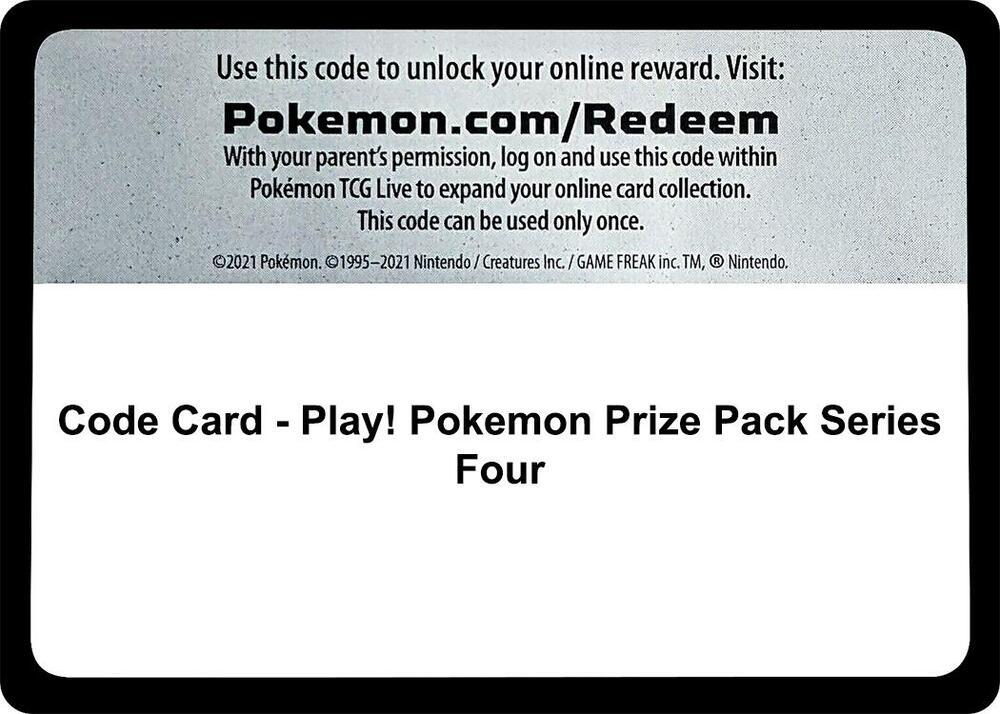 Use this code to unlock your online reward. Visit:
Pokemon.com/Redeem
With your parent's permission, log on and use this code within
Pokémon TCG Live to expand your online card collection.
This code can be used only once.
©2021 Pokémon. ©1995–2021 Nintendo / Creatures Inc. / GAME FREAK inc. TM, ® Nintendo.
Code Card - Play! Pokemon Prize Pack Series
Four